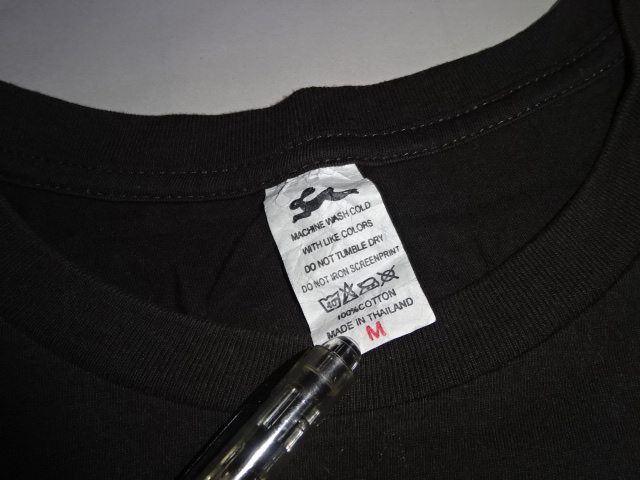 MACHINE WASH COLD
WITH LIKE COLORS
DO NOT TUMBLE DRY
DO NOT IRON SCREENPRINT
40
100%COTTON
MADE IN THAILAND
M